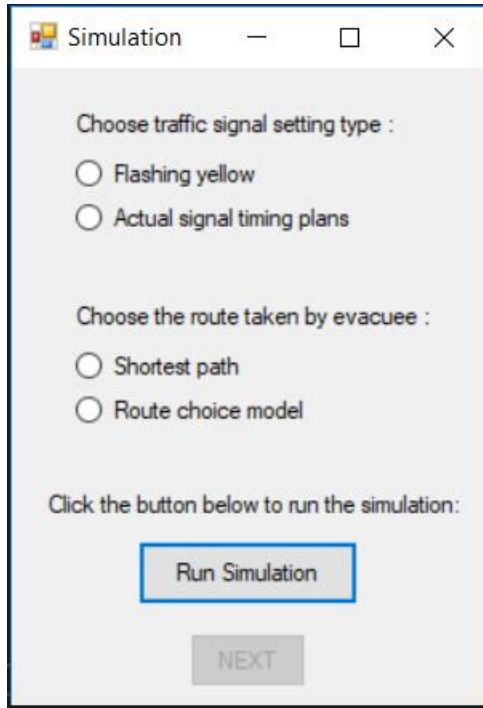 Simulation
Choose traffic signal setting type :
Flashing yellow
Actual signal timing plans
Choose the route taken by evacuee :
Shortest path
Route choice model
Click the button below to run the simulation:
Run Simulation
NEXT